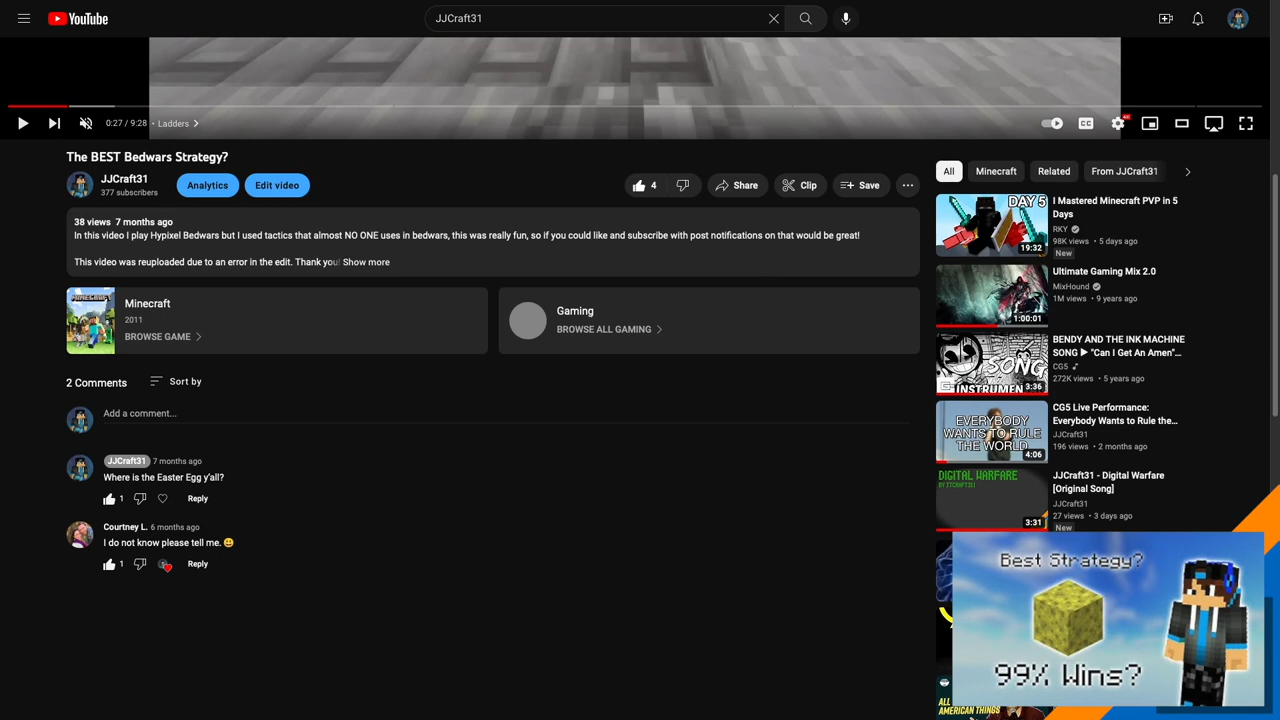 YouTube
JJCraft31
0:27 / 9:28 • Ladders
CC
The BEST Bedwars Strategy?
JJCraft31
377 subscribers
Analytics
Edit video
4
Share
Clip
Save
38 views 7 months ago
In this video I play Hypixel Bedwars but I used tactics that almost NO ONE uses in bedwars, this was really fun, so if you could like and subscribe with post notifications on that would be great!
This video was reuploaded due to an error in the edit. Thank you! Show more
MINECRAFT
Minecraft
2011
BROWSE GAME
Gaming
BROWSE ALL GAMING
2 Comments
Sort by
Add a comment...
JJCraft31 7 months ago
Where is the Easter Egg y'all?
1
Reply
Courtney L. 6 months ago
I do not know please tell me. 😀
1
Reply
All
Minecraft
Related
From JJCraft31
DAY 5
19:32
I Mastered Minecraft PVP in 5
Days
RKY
98K views • 5 days ago
New
1:00:01
Ultimate Gaming Mix 2.0
MixHound
1M views • 9 years ago
SONG
INSTRUMEN
3:36
BENDY AND THE INK MACHINE
SONG ▶ "Can I Get An Amen"...
CG5
272K views • 5 years ago
EVERYBODY
WANTS TO RULE
THE WORLD
4:06
CG5 Live Performance:
Everybody Wants to Rule the...
JJCraft31
196 views • 2 months ago
DIGITAL WARFARE
BY JJCRAFT31
3:31
JJCraft31 - Digital Warfare
[Original Song]
JJCraft31
27 views • 3 days ago
New
Best Strategy?
99% Wins?
ALL
AMERICAN THINGS